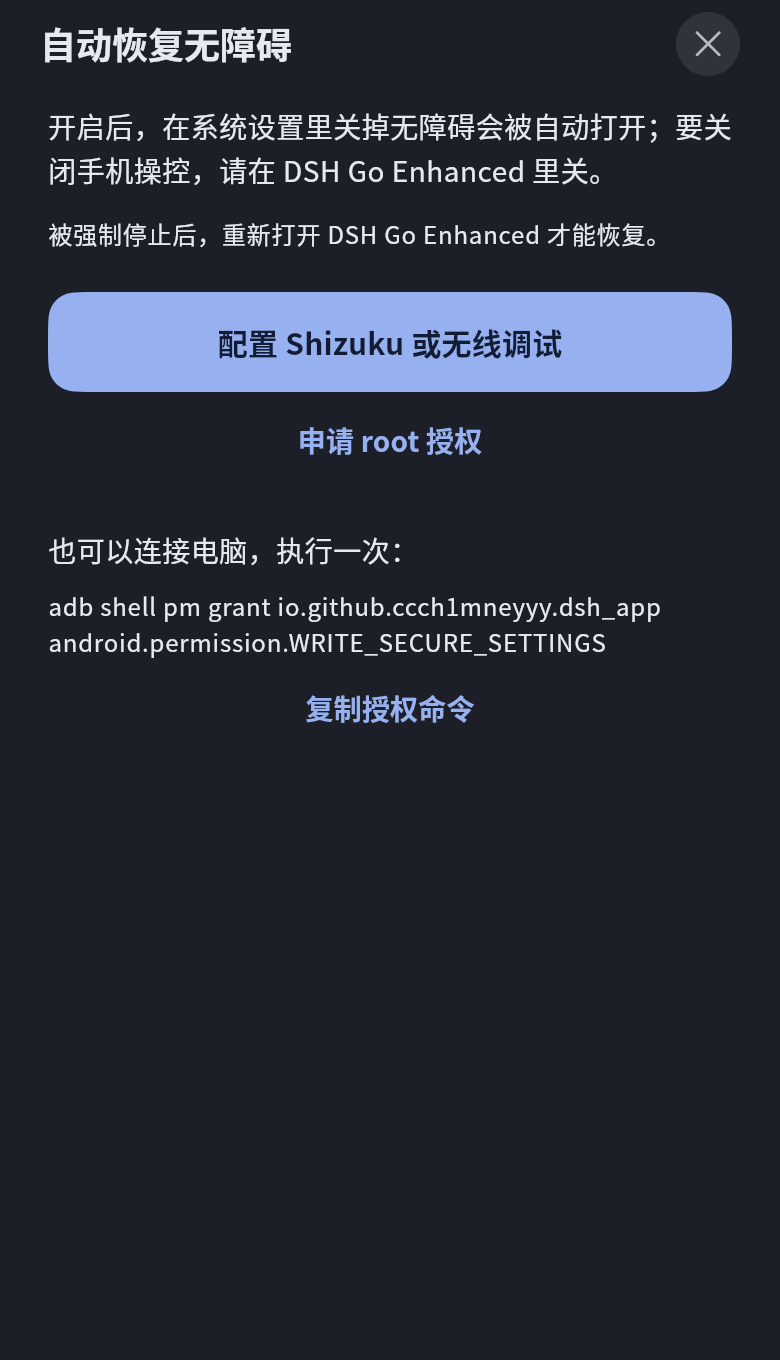 自动恢复无障碍
开启后，在系统设置里关掉无障碍会被自动打开；要关
闭手机操控，请在 DSH Go Enhanced 里关。
被强制停止后，重新打开 DSH Go Enhanced 才能恢复。
配置 Shizuku 或无线调试
申请 root 授权
也可以连接电脑，执行一次：
adb shell pm grant io.github.ccch1mneyyy.dsh_app
android.permission.WRITE_SECURE_SETTINGS
复制授权命令